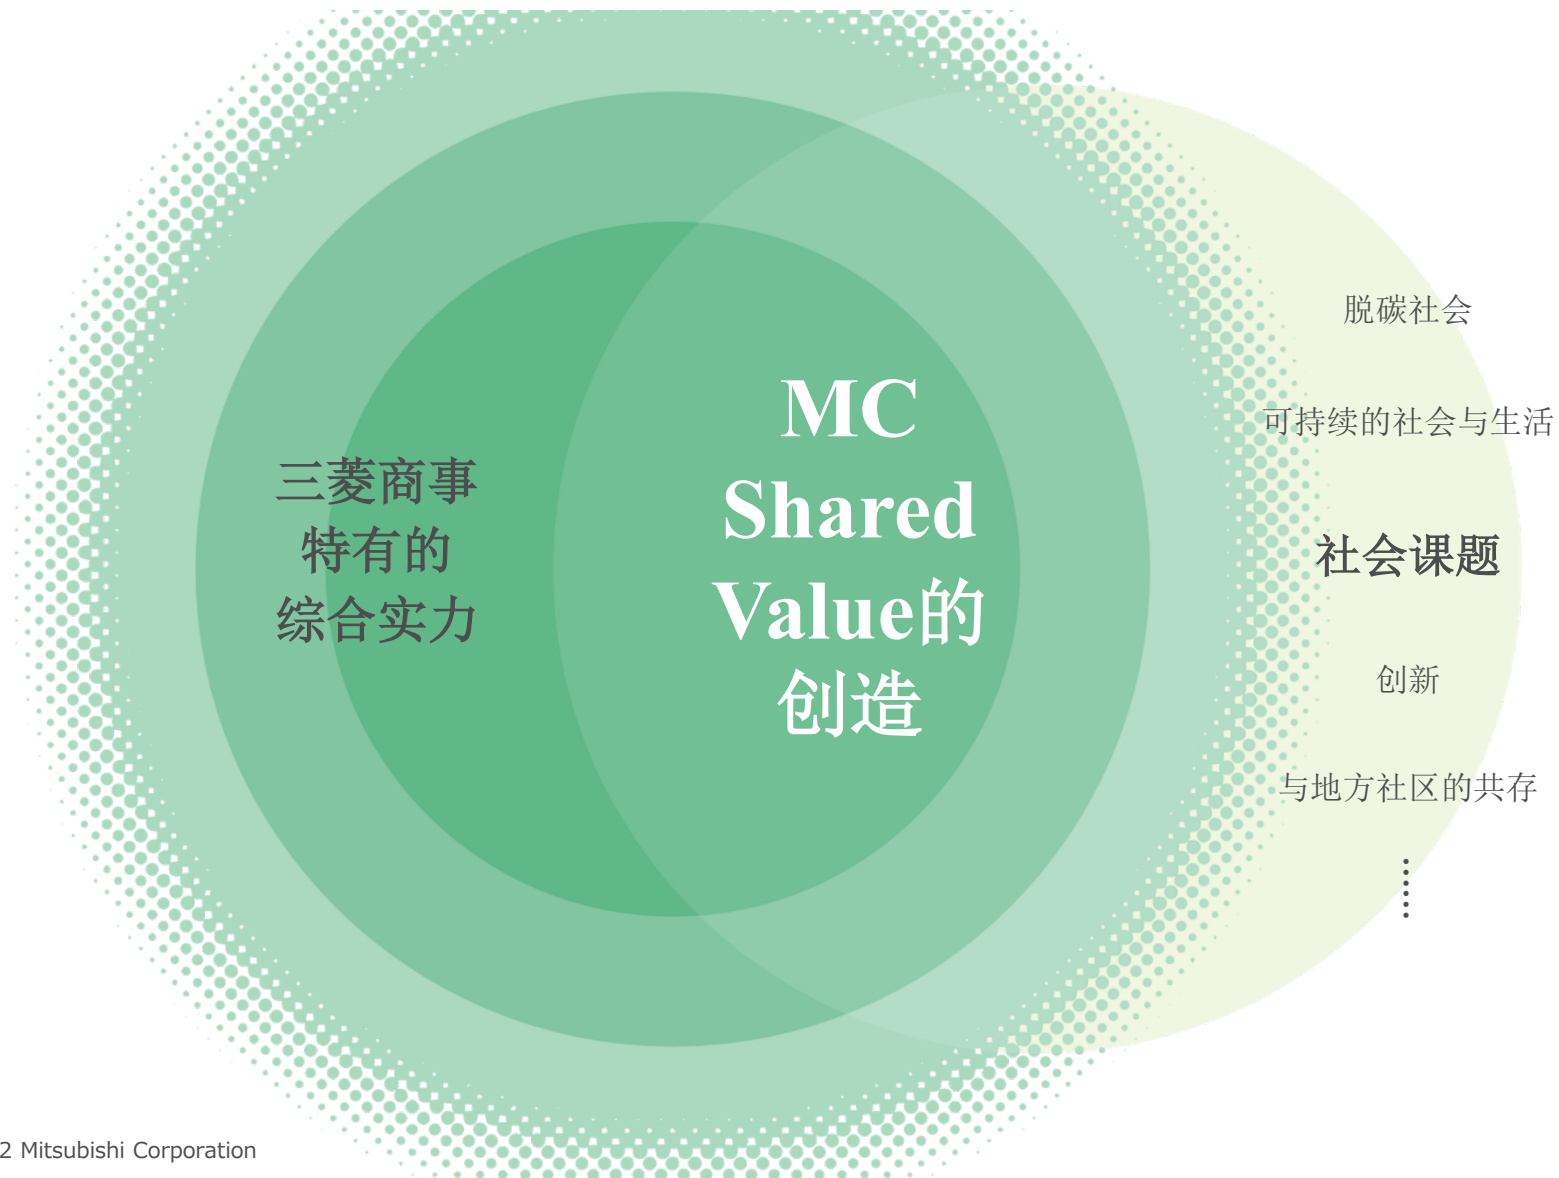 三菱商事
特有的
综合实力
MC
Shared
Value的
创造
脱碳社会
可持续的社会与生活
社会课题
创新
与地方社区的共存
……
2 Mitsubishi Corporation